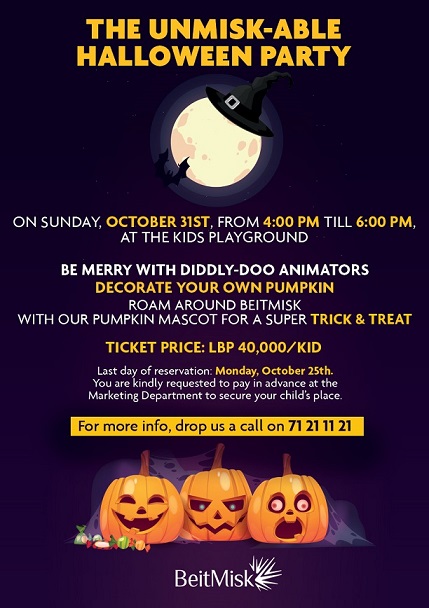 THE UNMISK-ABLE
HALLOWEEN PARTY
ON SUNDAY, OCTOBER 31ST, FROM 4:00 PM TILL 6:00 PM,
AT THE KIDS PLAYGROUND
BE MERRY WITH DIDDLY-DOO ANIMATORS
DECORATE YOUR OWN PUMPKIN
ROAM AROUND BEITMISK
WITH OUR PUMPKIN MASCOT FOR A SUPER TRICK & TREAT
TICKET PRICE: LBP 40,000/KID
Last day of reservation: Monday, October 25th.
You are kindly requested to pay in advance at the
Marketing Department to secure your child's place.
For more info, drop us a call on 71 21 11 21
BeitMisk